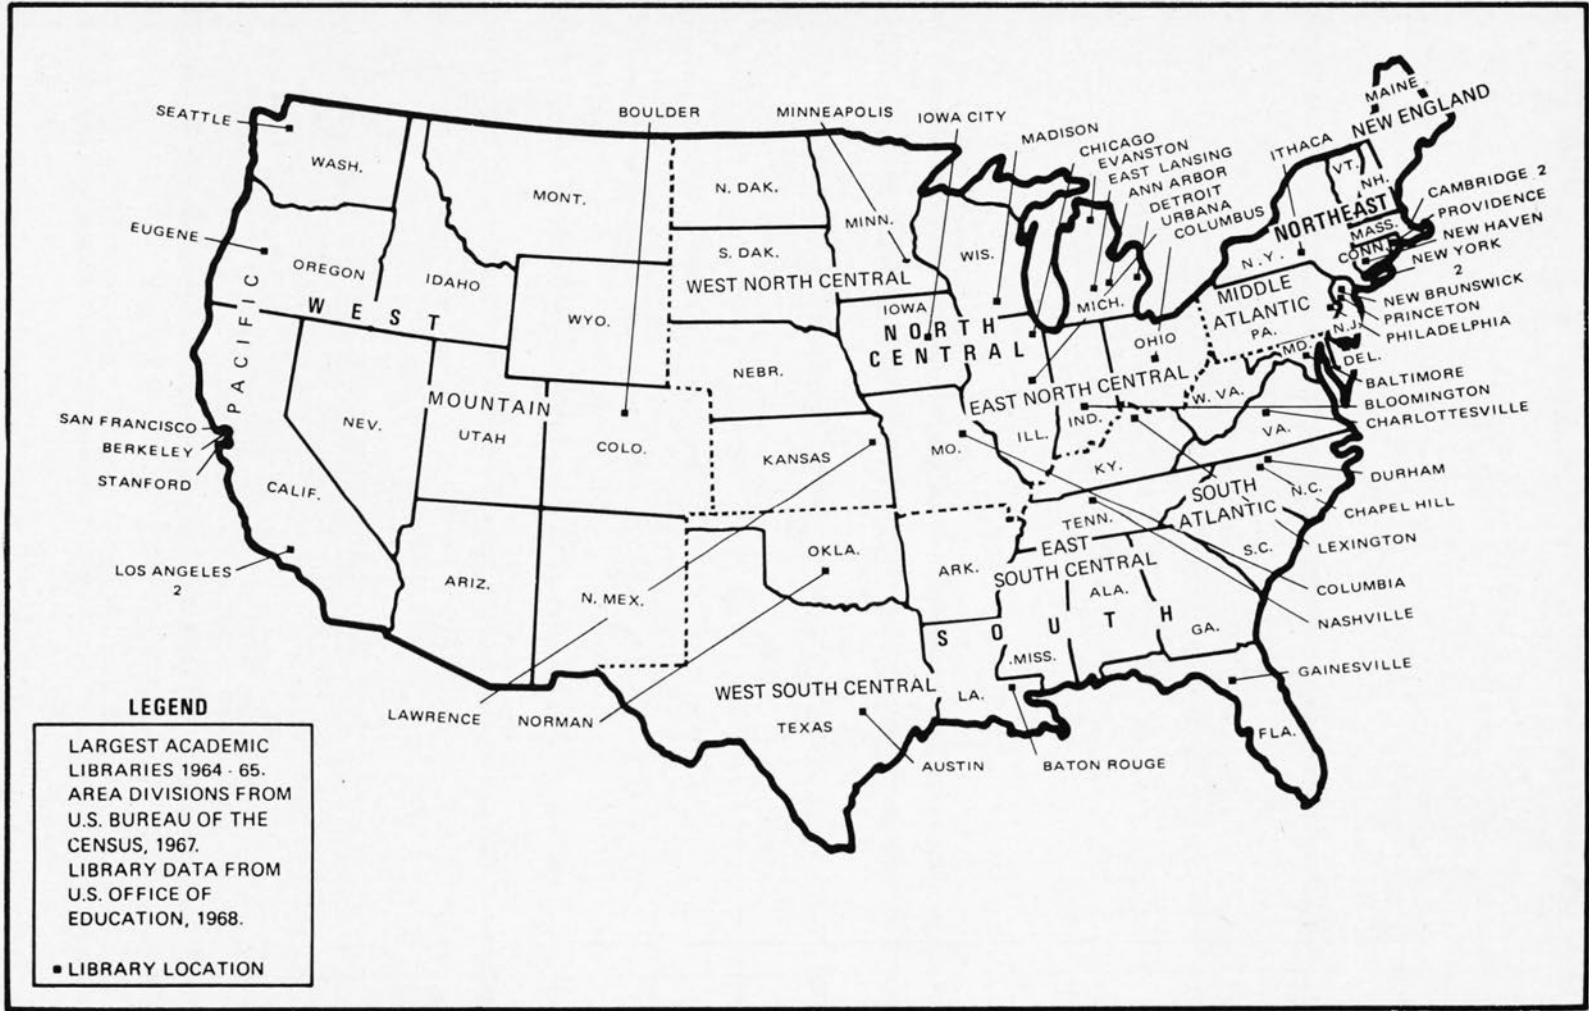 SEATTLE
BOULDER
MINNEAPOLIS
IOWA CITY
MADISON
CHICAGO
EVANSTON
EAST LANSING
ANN ARBOR
DETROIT
URBANA
COLUMBUS
ITHACA
MAINE
NEW ENGLAND
VT.
NH.
NORTHEAST
MASS.
CONN.
CAMBRIDGE 2
PROVIDENCE
NEW HAVEN
NEW YORK
2
NEW BRUNSWICK
PRINCETON
PHILADELPHIA
WASH.
MONT.
N. DAK.
MINN.
EUGENE
OREGON
IDAHO
S. DAK.
WEST NORTH CENTRAL
WIS.
MICH.
N.Y.
MIDDLE
ATLANTIC
PA.
N.J.
PACIFIC
WEST
WYO.
IOWA
NORTH
CENTRAL
OHIO
MD.
DEL.
BALTIMORE
BLOOMINGTON
CHARLOTTESVILLE
NEBR.
EAST NORTH CENTRAL
W. VA.
MOUNTAIN
NEV.
UTAH
COLO.
KANSAS
MO.
ILL.
IND.
KY.
VA.
SAN FRANCISCO
BERKELEY
STANFORD
CALIF.
DURHAM
CHAPEL HILL
LEXINGTON
COLUMBIA
NASHVILLE
SOUTH
ATLANTIC
N.C.
TENN.
S.C.
EAST
SOUTH CENTRAL
ALA.
LOS ANGELES
2
ARIZ.
N. MEX.
OKLA.
ARK.
SOUTH
GA.
MISS.
GAINESVILLE
WEST SOUTH CENTRAL
LA.
TEXAS
FLA.
LAWRENCE
NORMAN
AUSTIN
BATON ROUGE
LEGEND
LARGEST ACADEMIC
LIBRARIES 1964 - 65.
AREA DIVISIONS FROM
U.S. BUREAU OF THE
CENSUS, 1967.
LIBRARY DATA FROM
U.S. OFFICE OF
EDUCATION, 1968.
▪ LIBRARY LOCATION